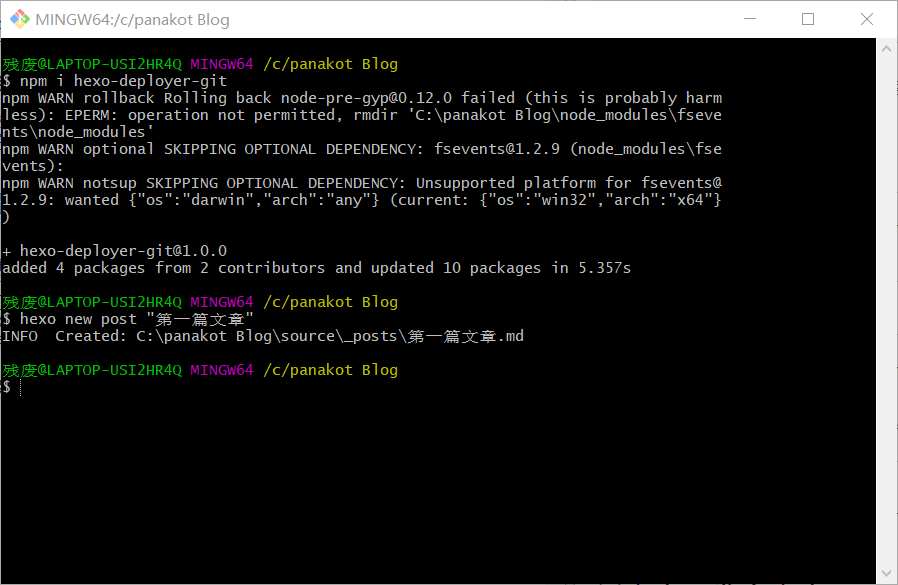 MINGW64:/c/panakot Blog
残废@LAPTOP-USI2HR4Q MINGW64 /c/panakot Blog
$ npm i hexo-deployer-git
npm WARN rollback Rolling back node-pre-gyp@0.12.0 failed (this is probably harm
less): EPERM: operation not permitted, rmdir 'C:\panakot Blog\node_modules\fseve
nts\node_modules'
npm WARN optional SKIPPING OPTIONAL DEPENDENCY: fsevents@1.2.9 (node_modules\fse
vents):
npm WARN notsup SKIPPING OPTIONAL DEPENDENCY: Unsupported platform for fsevents@
1.2.9: wanted {"os":"darwin","arch":"any"} (current: {"os":"win32","arch":"x64"}
)
+ hexo-deployer-git@1.0.0
added 4 packages from 2 contributors and updated 10 packages in 5.357s
残废@LAPTOP-USI2HR4Q MINGW64 /c/panakot Blog
$ hexo new post "第一篇文章"
INFO  Created: C:\panakot Blog\source\_posts\第一篇文章.md
残废@LAPTOP-USI2HR4Q MINGW64 /c/panakot Blog
$